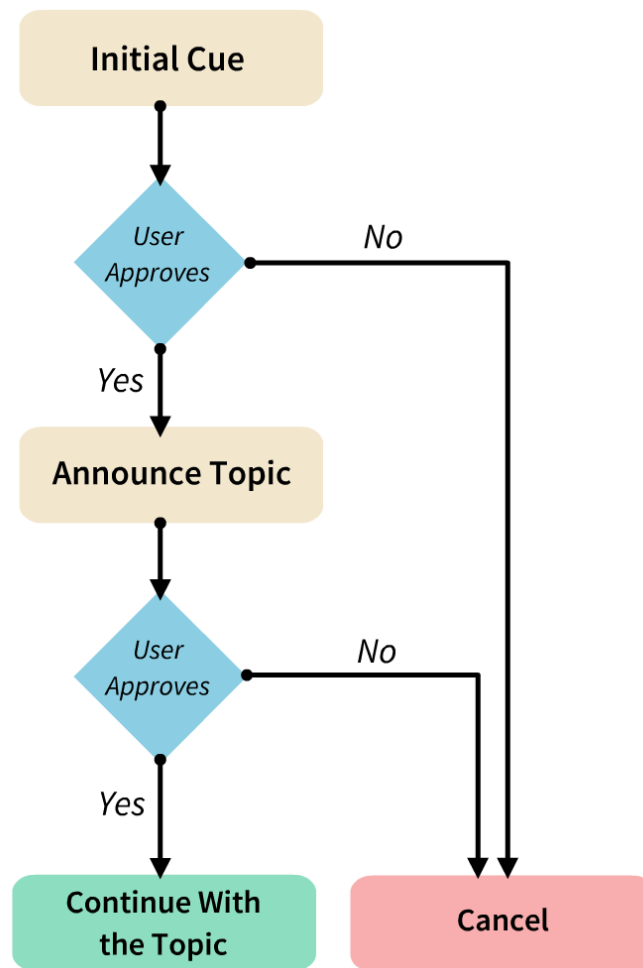 Initial Cue
User
Approves
No
Yes
Announce Topic
User
Approves
No
Yes
Continue With
the Topic
Cancel